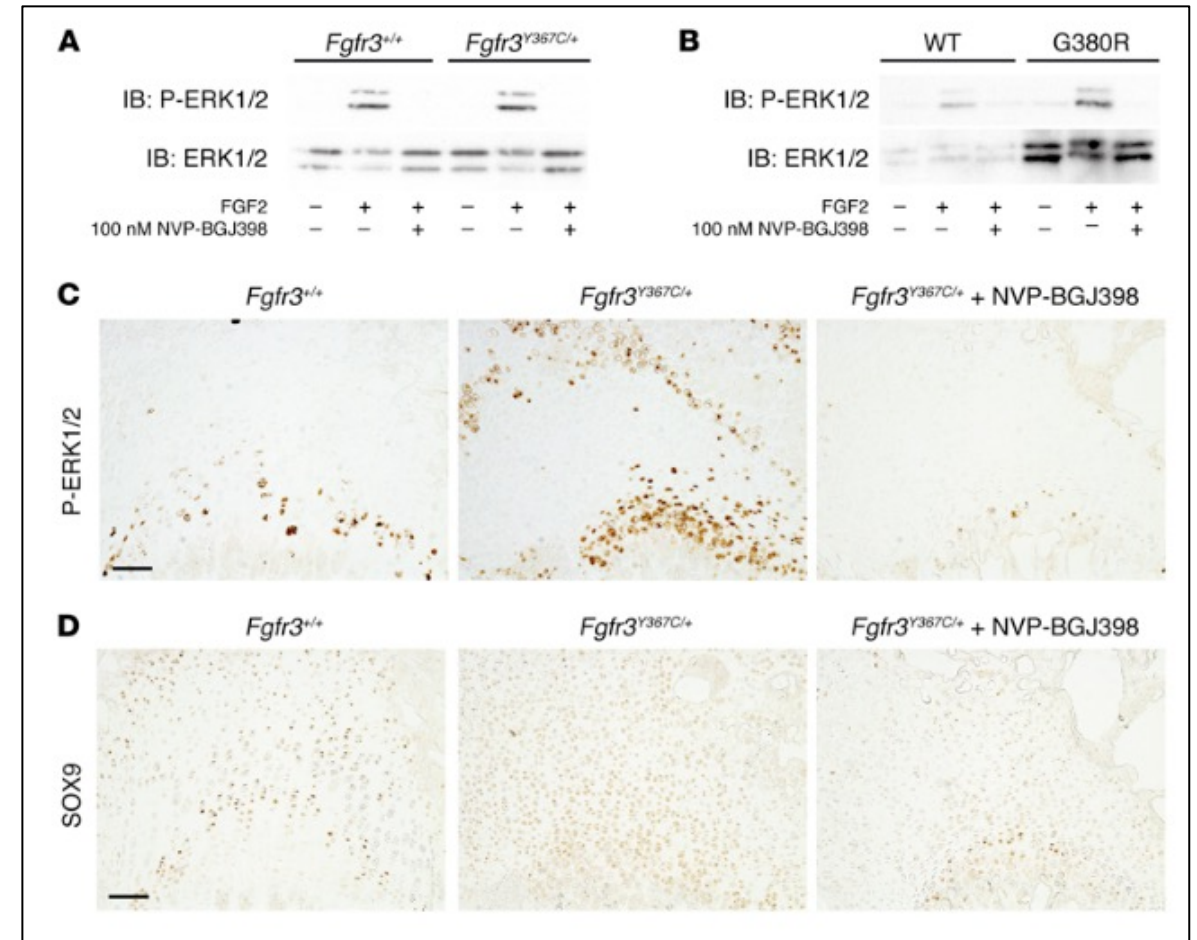 A
Fgfr3+/+ Fgfr3Y367C/+
IB: P-ERK1/2
IB: ERK1/2
FGF2 − + + − + +
100 nM NVP-BGJ398 − − + − − +
B
WT G380R
IB: P-ERK1/2
IB: ERK1/2
FGF2 − + + − + +
100 nM NVP-BGJ398 − − + − − +
C
Fgfr3+/+ Fgfr3Y367C/+ Fgfr3Y367C/+ + NVP-BGJ398
P-ERK1/2
D
Fgfr3+/+ Fgfr3Y367C/+ Fgfr3Y367C/+ + NVP-BGJ398
SOX9